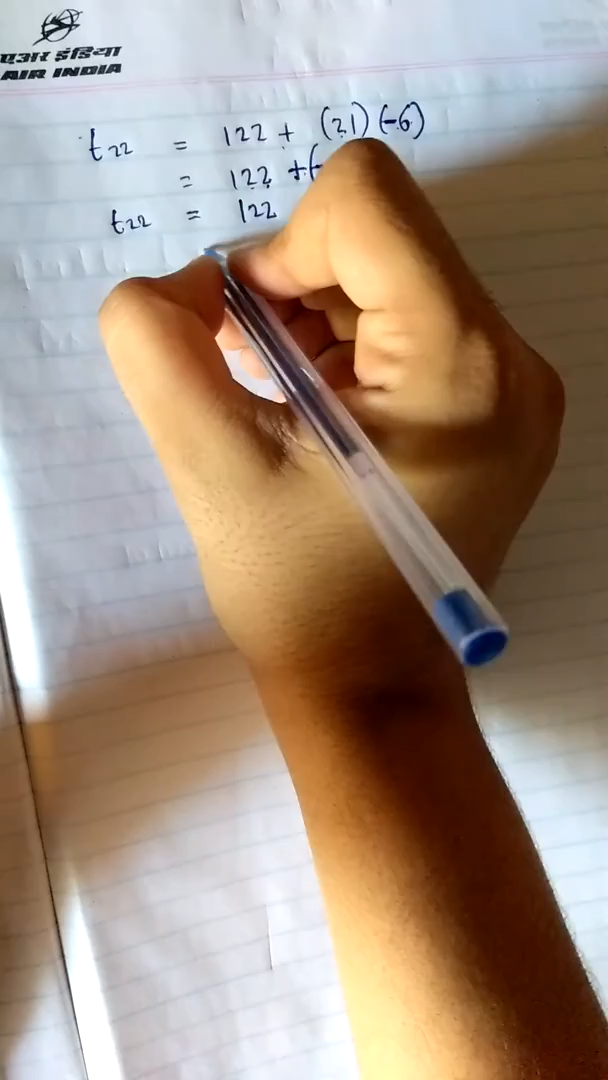 एअर इंडिया
AIR INDIA
t22 = 122 + (21)(-6)
= 122 + (-
t22 = 122